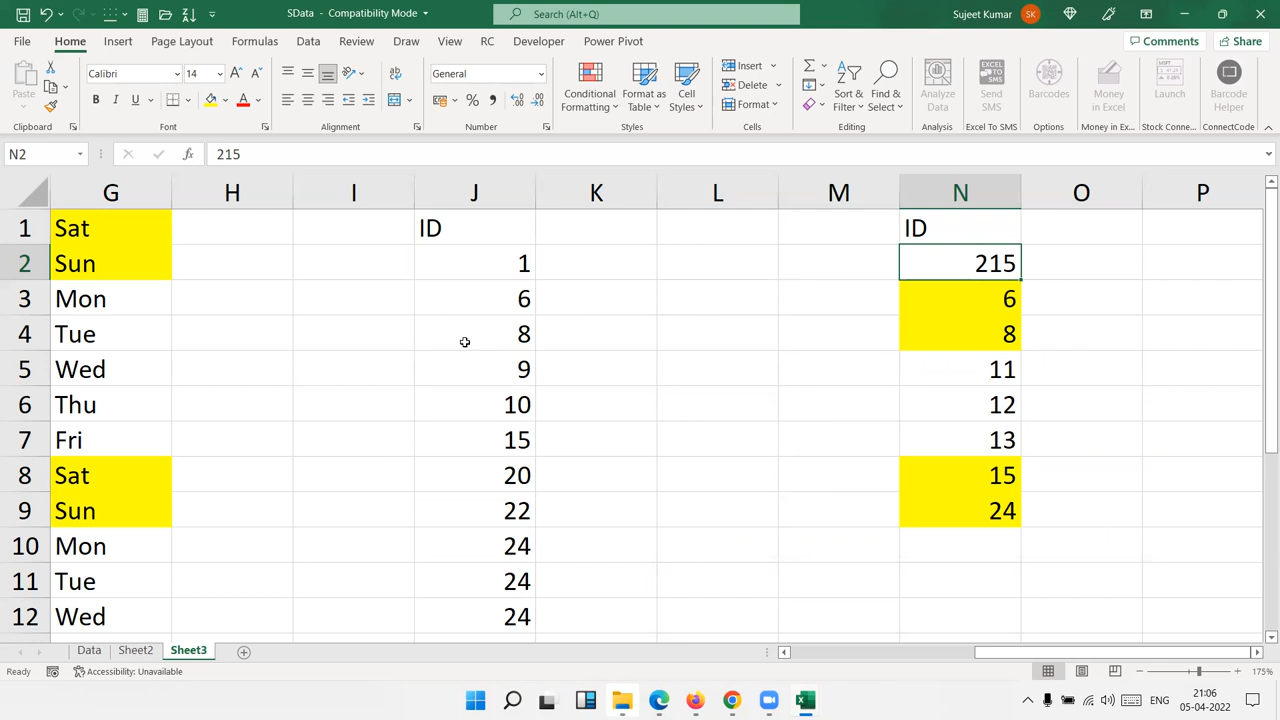 SData - Compatibility Mode
Search (Alt+Q)
Sujeet Kumar
SK
File Home Insert Page Layout Formulas Data Review Draw View RC Developer Help Power Pivot
Comments Share
Paste
Calibri 14
B I U
General
Conditional Formatting
Format as Table
Cell Styles
Insert
Delete
Format
Sort & Filter
Find & Select
Analyze Data
Send SMS
Barcodes
Money in Excel
Launch
Barcode Helper
Clipboard Font Alignment Number Styles Cells Editing Analysis Excel To SMS Options Money in Ex... Stock Connec... ConnectCode
N2 fx 215
G H I J K L M N O P
1 Sat ID ID
2 Sun 1 215
3 Mon 6 6
4 Tue 8 8
5 Wed 9 11
6 Thu 10 12
7 Fri 15 13
8 Sat 20 15
9 Sun 22 24
10 Mon 24
11 Tue 24
12 Wed 24
Data Sheet2 Sheet3
Ready Accessibility: Unavailable 175%
ENG 21:06
05-04-2022